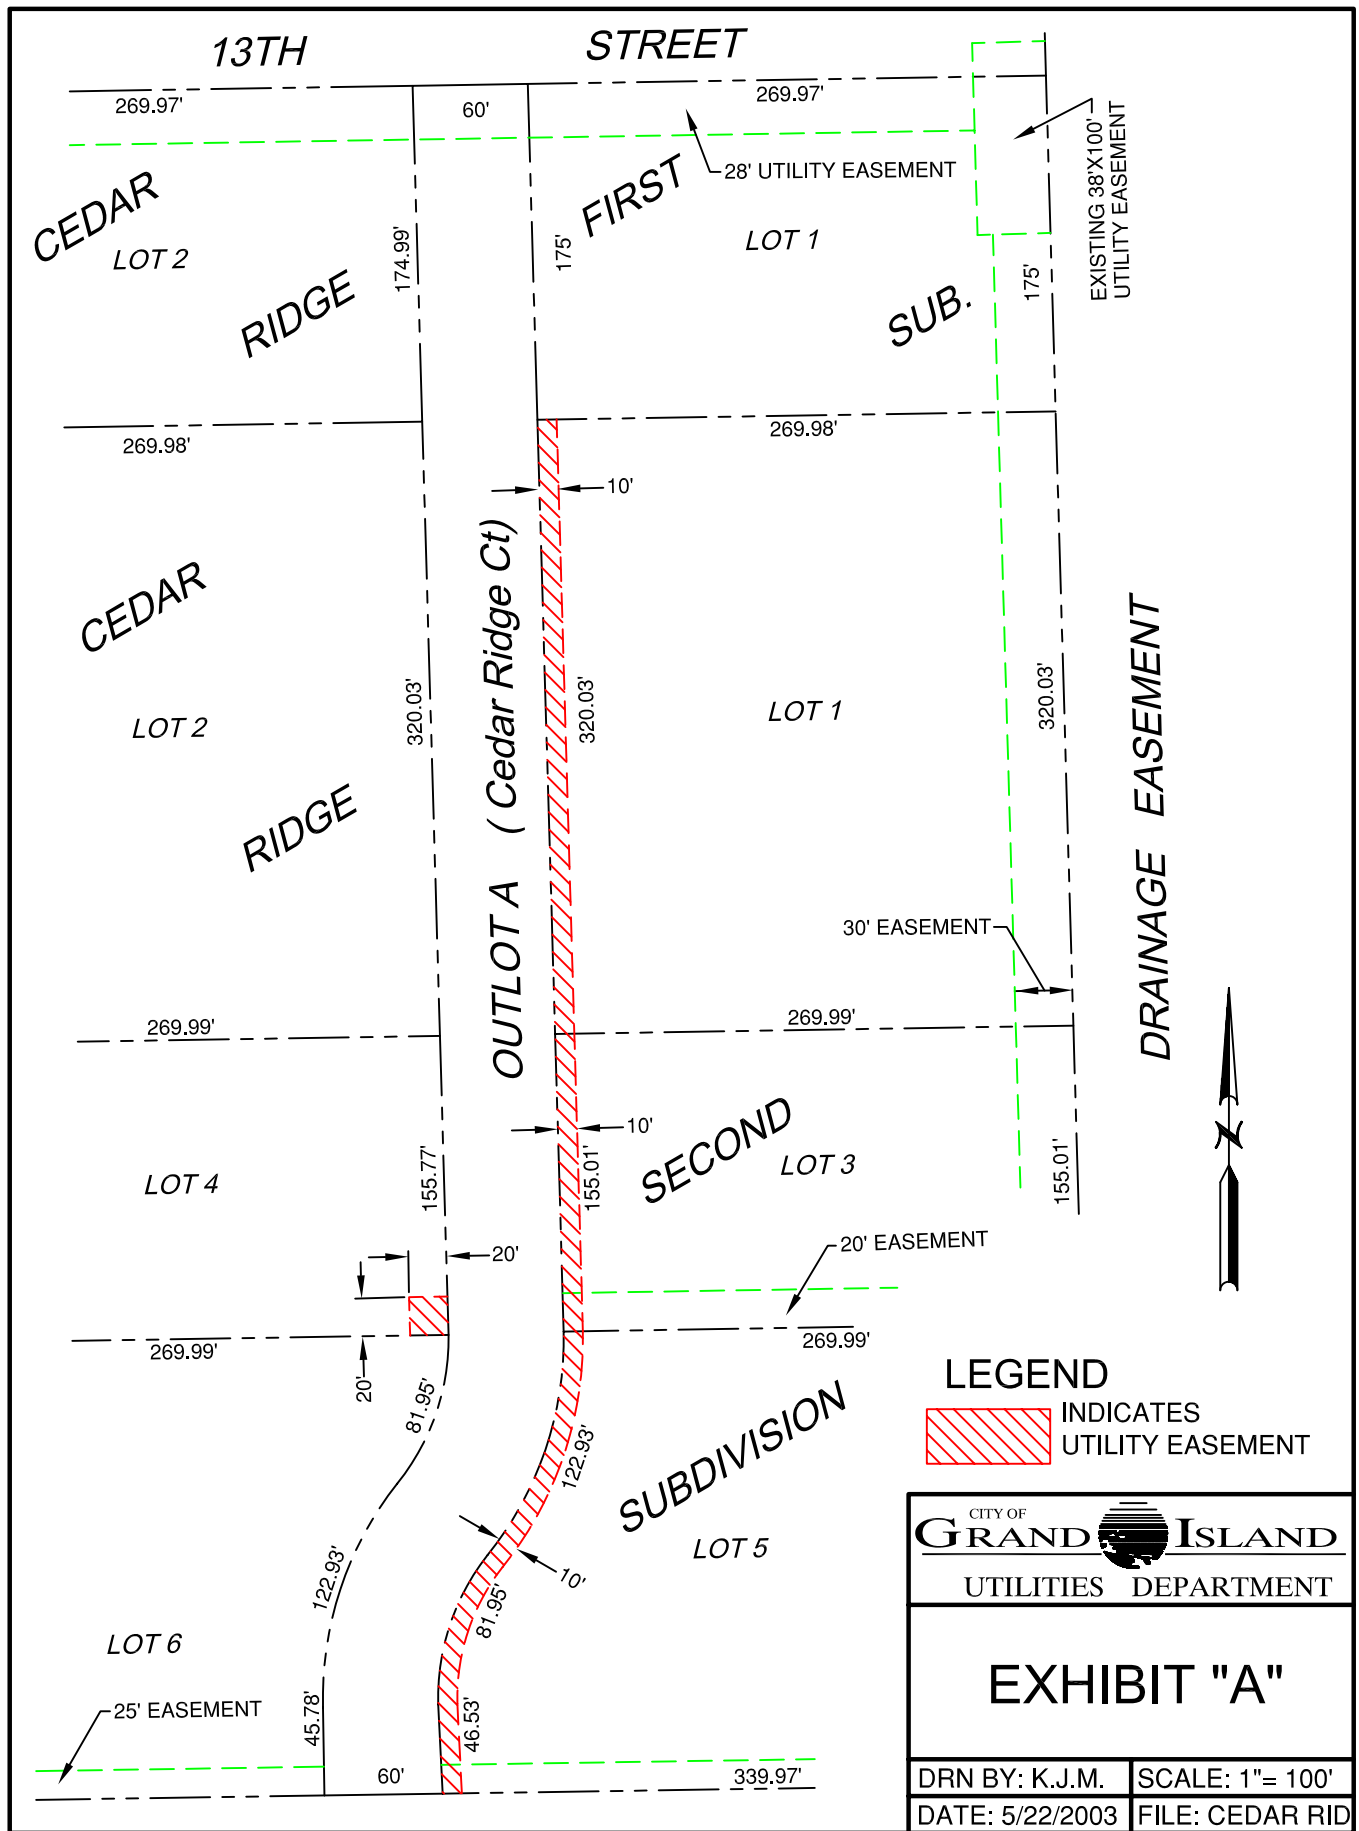 13TH STREET
269.97'
60'
269.97'
28' UTILITY EASEMENT
EXISTING 38'X100'
UTILITY EASEMENT
CEDAR
RIDGE
FIRST
SUB.
LOT 2
174.99'
175'
LOT 1
175'
269.98'
269.98'
10'
CEDAR
RIDGE
LOT 2
320.03'
OUTLOT A ( Cedar Ridge Ct)
320.03'
LOT 1
320.03'
DRAINAGE EASEMENT
30' EASEMENT
269.99'
269.99'
10'
SECOND
LOT 4
155.77'
155.01'
LOT 3
155.01'
N
20'
20' EASEMENT
269.99'
20'
269.99'
81.95'
122.93'
SUBDIVISION
LOT 5
10'
122.93'
81.95'
LOT 6
25' EASEMENT
45.78'
46.53'
60'
339.97'
LEGEND
INDICATES
UTILITY EASEMENT
CITY OF
GRAND ISLAND
UTILITIES DEPARTMENT
EXHIBIT "A"
DRN BY: K.J.M.
SCALE: 1"= 100'
DATE: 5/22/2003
FILE: CEDAR RID